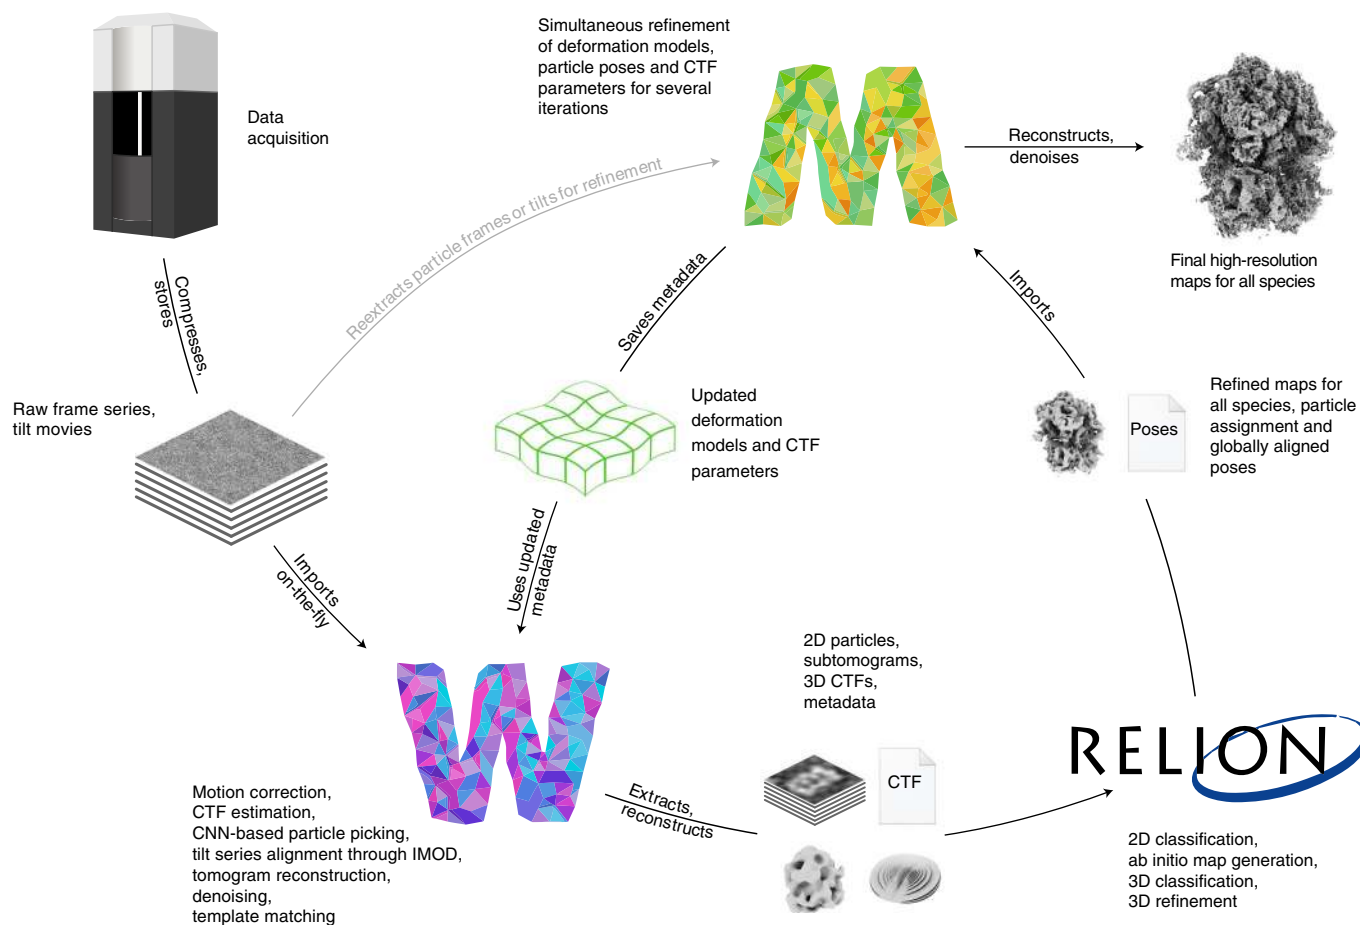 Simultaneous refinement
of deformation models,
particle poses and CTF
parameters for several
iterations
Data
acquisition
Reconstructs,
denoises
Final high-resolution
maps for all species
Reextracts particle frames or tilts for refinement
Compresses,
stores
Saves metadata
Imports
Raw frame series,
tilt movies
Updated
deformation
models and CTF
parameters
Poses
Refined maps for
all species, particle
assignment and
globally aligned
poses
Imports
on-the-fly
Uses updated
metadata
2D particles,
subtomograms,
3D CTFs,
metadata
CTF
RELION
Motion correction,
CTF estimation,
CNN-based particle picking,
tilt series alignment through IMOD,
tomogram reconstruction,
denoising,
template matching
Extracts,
reconstructs
2D classification,
ab initio map generation,
3D classification,
3D refinement
M
W